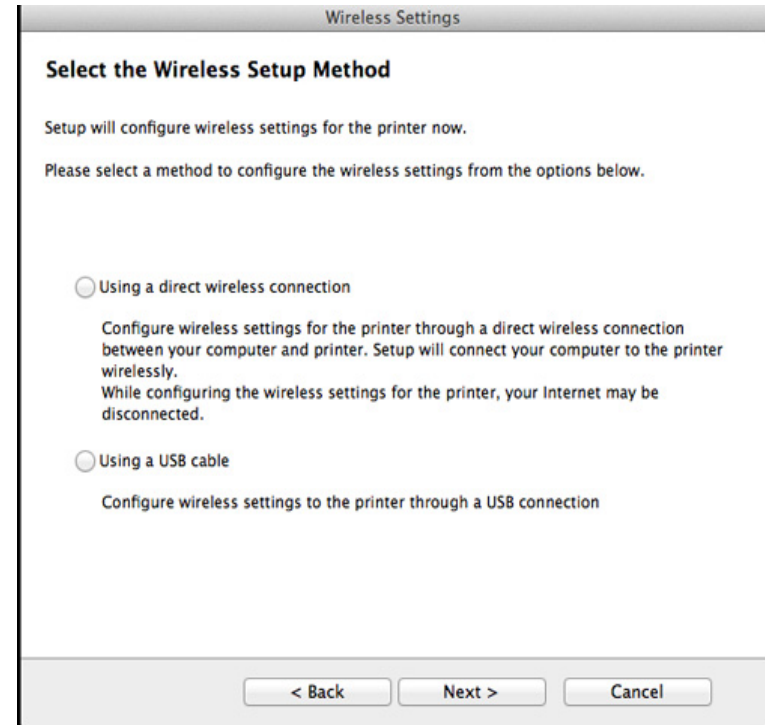 Wireless Settings
Select the Wireless Setup Method
Setup will configure wireless settings for the printer now.
Please select a method to configure the wireless settings from the options below.
Using a direct wireless connection
Configure wireless settings for the printer through a direct wireless connection
between your computer and printer. Setup will connect your computer to the printer
wirelessly.
While configuring the wireless settings for the printer, your Internet may be
disconnected.
Using a USB cable
Configure wireless settings to the printer through a USB connection
< Back Next > Cancel